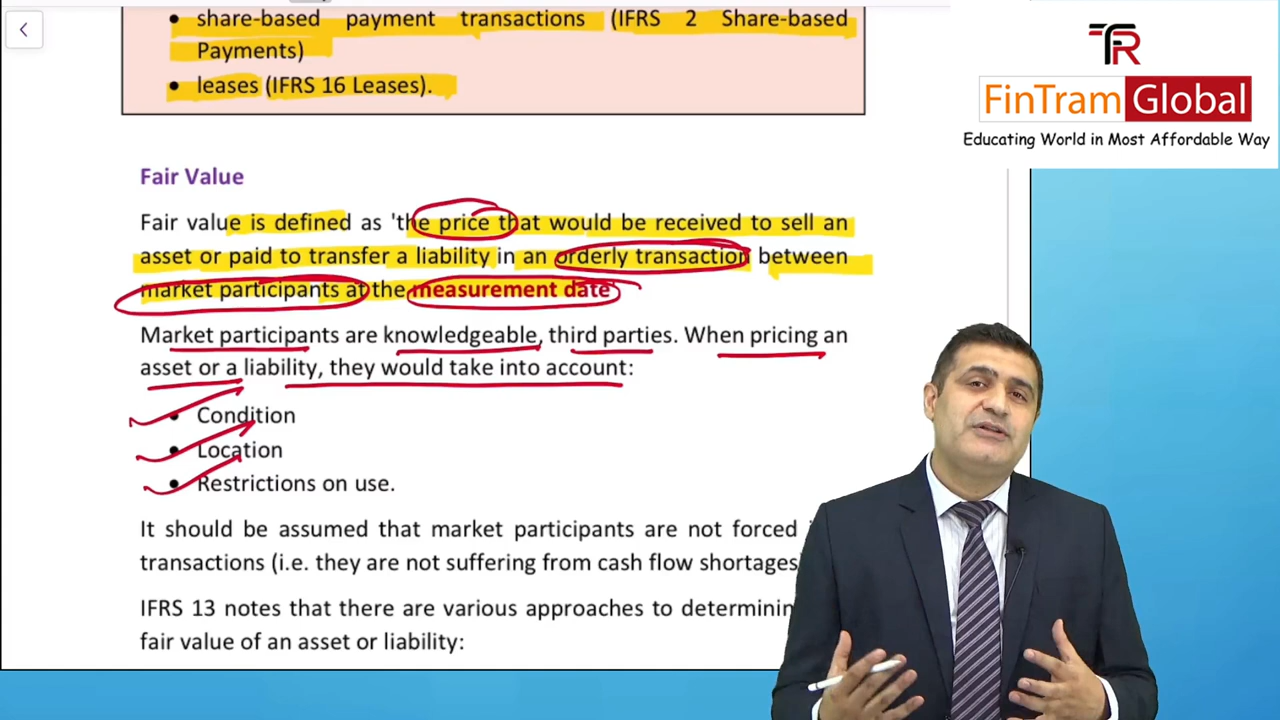 • share-based payment transactions (IFRS 2 Share-based
Payments)
• leases (IFRS 16 Leases).
TR
FinTram Global
Educating World in Most Affordable Way
Fair Value
Fair value is defined as 'the price that would be received to sell an
asset or paid to transfer a liability in an orderly transaction between
market participants at the measurement date
Market participants are knowledgeable, third parties. When pricing an
asset or a liability, they would take into account:
• Condition
• Location
• Restrictions on use.
It should be assumed that market participants are not forced
transactions (i.e. they are not suffering from cash flow shortages)
IFRS 13 notes that there are various approaches to
fair value of an asset or liability: